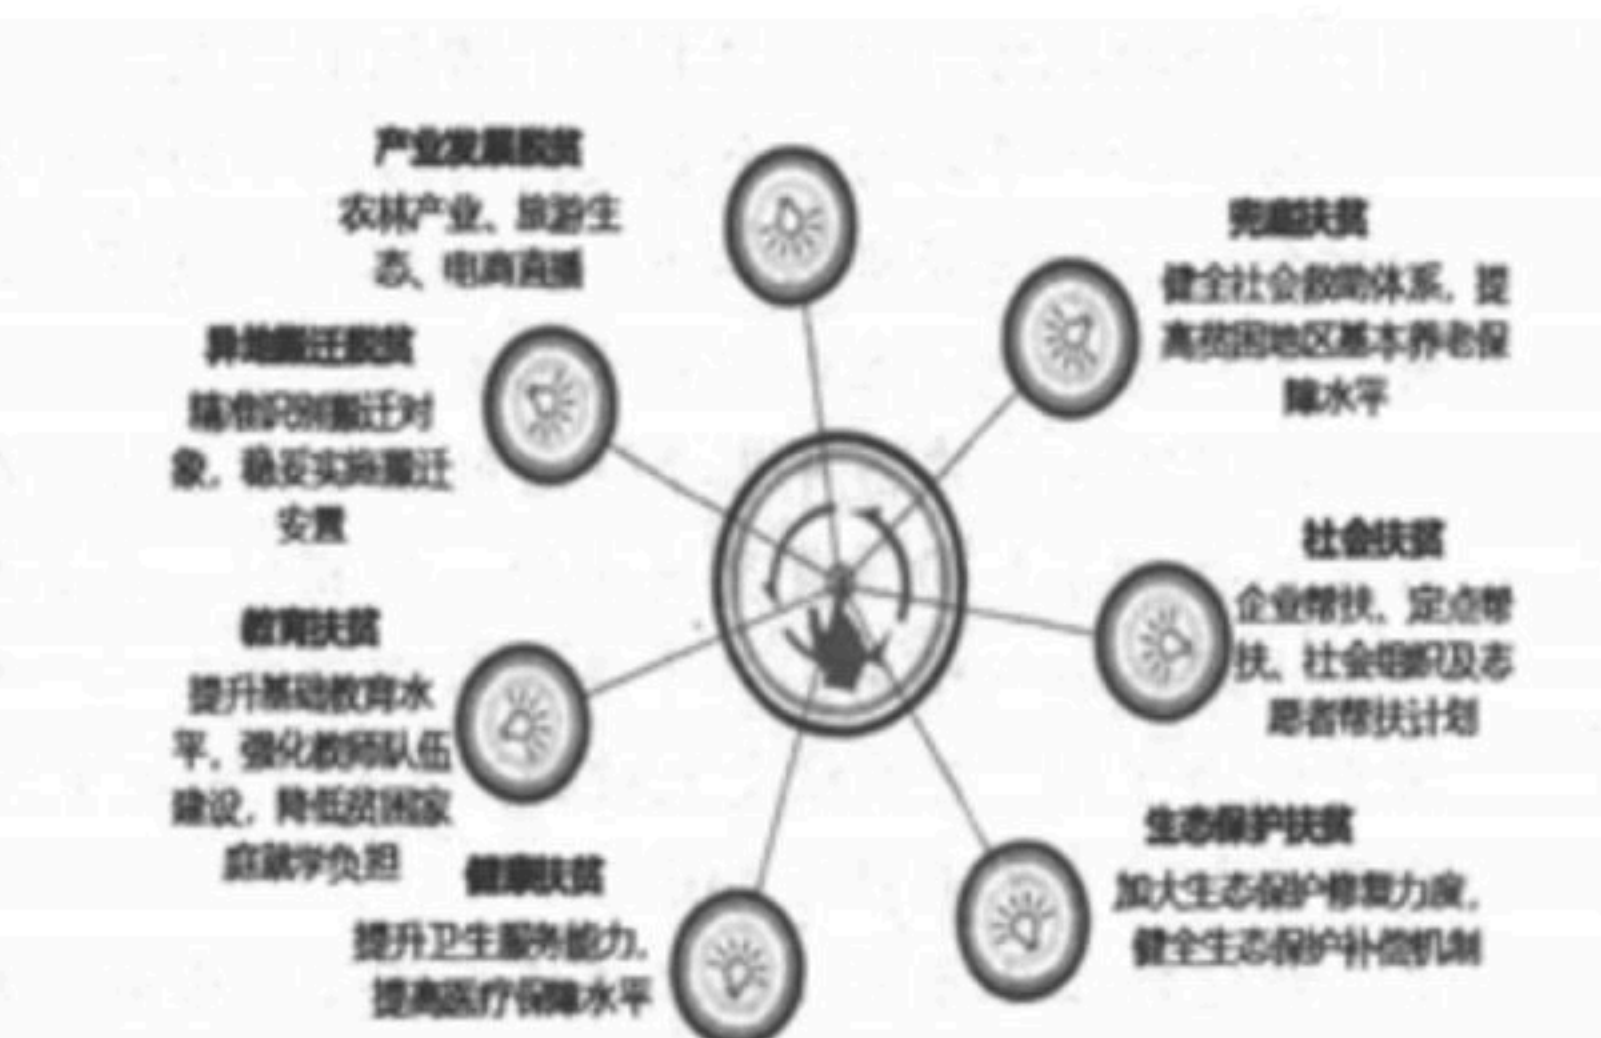 产业发展脱贫
农林产业、旅游生
态、电商直播
兜底扶贫
健全社会救助体系，提
高贫困地区基本养老保
障水平
异地搬迁脱贫
精准识别搬迁对
象，稳妥实施搬迁
安置
社会扶贫
企业帮扶、定点帮
扶、社会组织及志
愿者帮扶计划
教育扶贫
提升基础教育水
平，强化教师队伍
建设，降低贫困家
庭就学负担
生态保护扶贫
加大生态保护修复力度，
健全生态保护补偿机制
健康扶贫
提升卫生服务能力，
提高医疗保障水平